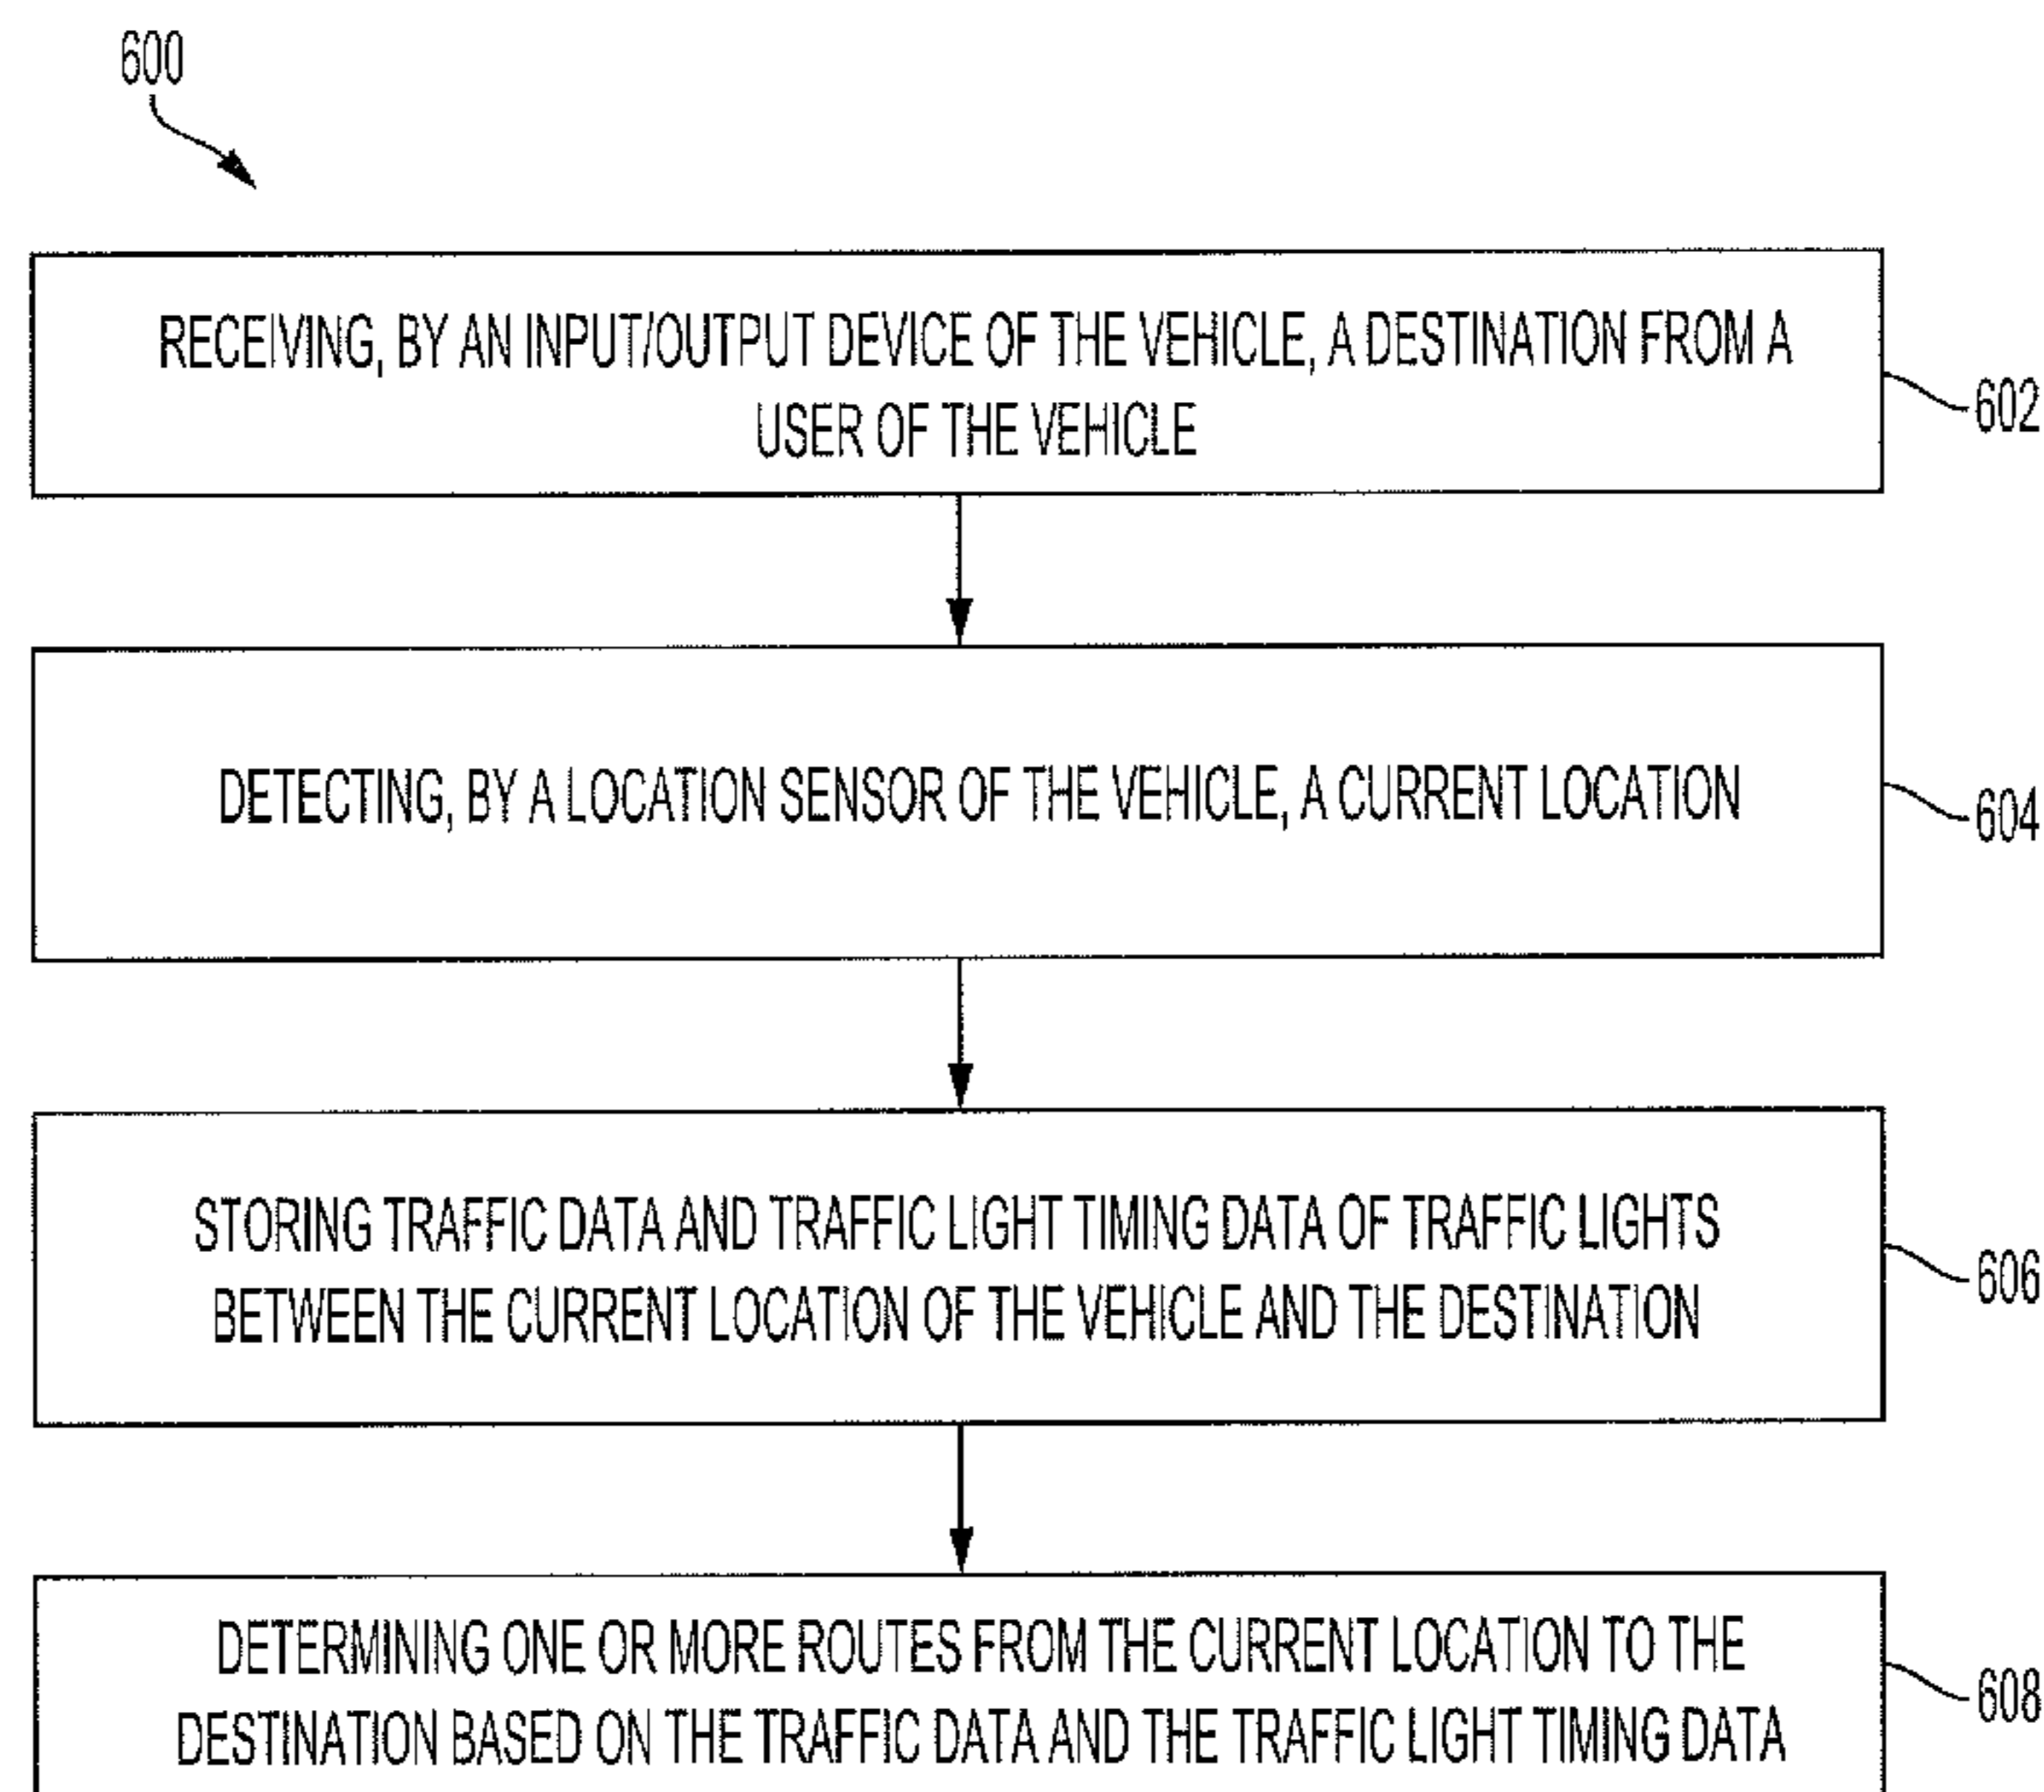 600
RECEIVING, BY AN INPUT/OUTPUT DEVICE OF THE VEHICLE, A DESTINATION FROM A
USER OF THE VEHICLE
602
DETECTING, BY A LOCATION SENSOR OF THE VEHICLE, A CURRENT LOCATION
604
STORING TRAFFIC DATA AND TRAFFIC LIGHT TIMING DATA OF TRAFFIC LIGHTS
BETWEEN THE CURRENT LOCATION OF THE VEHICLE AND THE DESTINATION
606
DETERMINING ONE OR MORE ROUTES FROM THE CURRENT LOCATION TO THE
DESTINATION BASED ON THE TRAFFIC DATA AND THE TRAFFIC LIGHT TIMING DATA
608